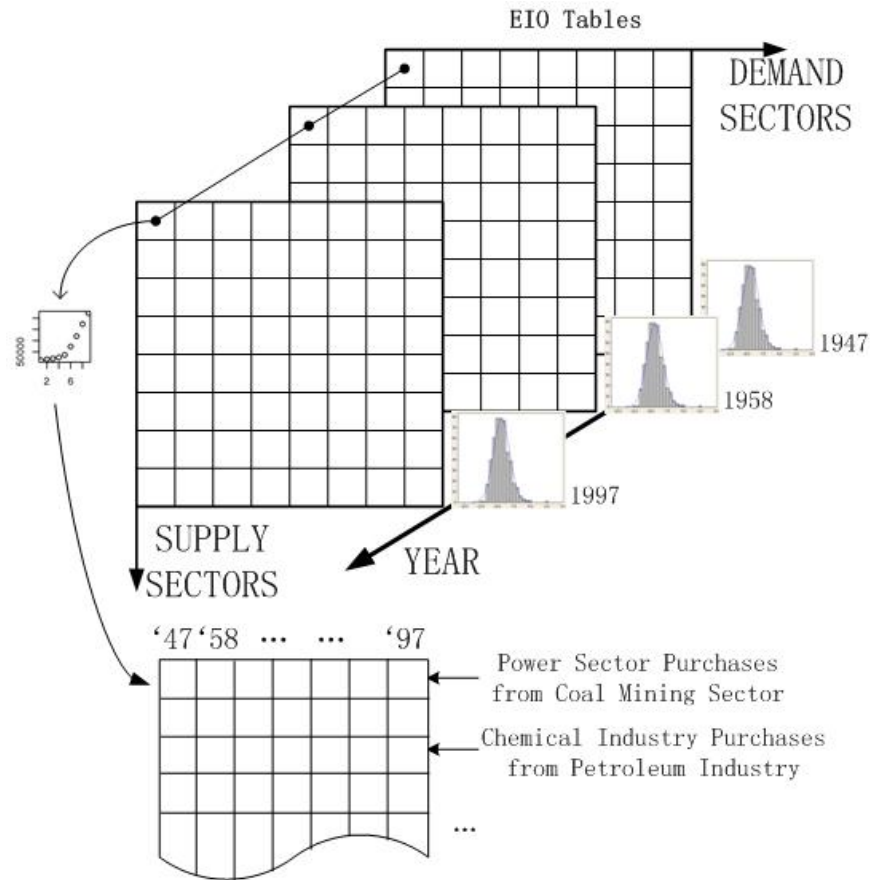 EIO Tables
DEMAND
SECTORS
1947
1958
1997
50000
2 6
SUPPLY
SECTORS
YEAR
‘47 ‘58 ... ... ‘97
Power Sector Purchases
from Coal Mining Sector
Chemical Industry Purchases
from Petroleum Industry
...